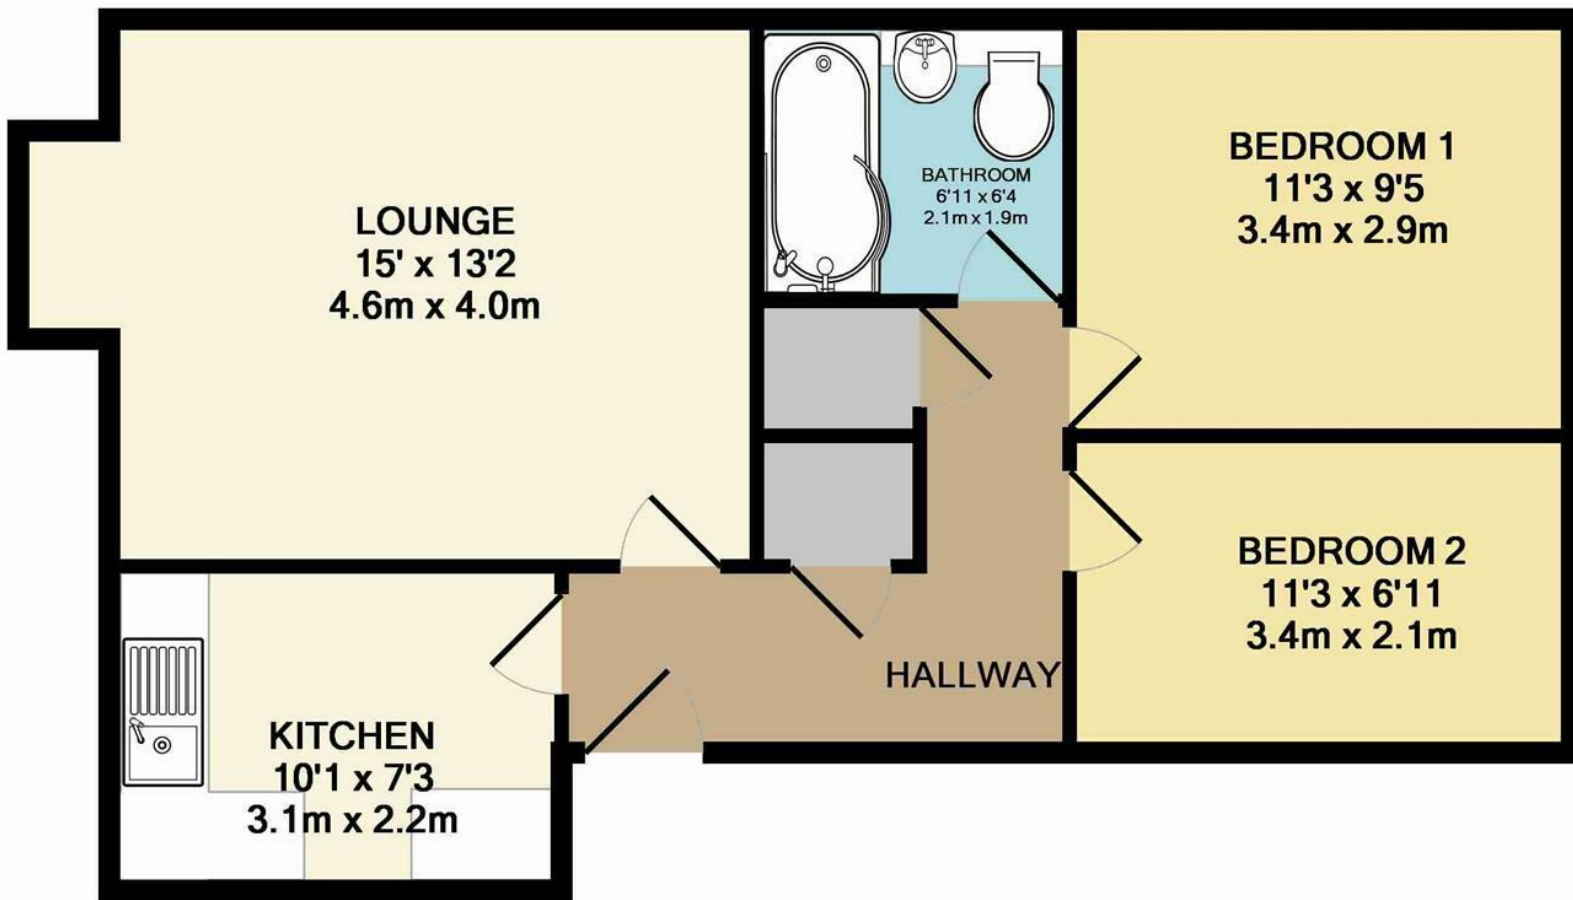 LOUNGE
15' x 13'2
4.6m x 4.0m
BATHROOM
6'11 x 6'4
2.1m x 1.9m
BEDROOM 1
11'3 x 9'5
3.4m x 2.9m
BEDROOM 2
11'3 x 6'11
3.4m x 2.1m
HALLWAY
KITCHEN
10'1 x 7'3
3.1m x 2.2m